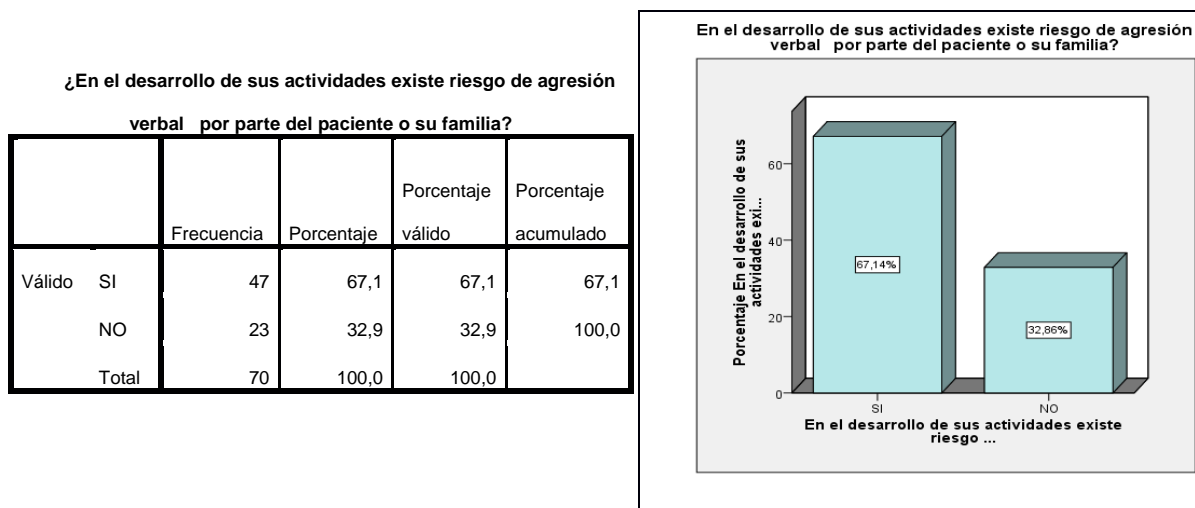 ¿En el desarrollo de sus actividades existe riesgo de agresión
verbal por parte del paciente o su familia?
Frecuencia Porcentaje Porcentaje válido Porcentaje acumulado
Válido SI 47 67,1 67,1 67,1
NO 23 32,9 32,9 100,0
Total 70 100,0 100,0
En el desarrollo de sus actividades existe riesgo de agresión
verbal por parte del paciente o su familia?
Porcentaje En el desarrollo de sus
actividades exi...
60
40
20
0
67,14%
32,86%
SI NO
En el desarrollo de sus actividades existe
riesgo ...